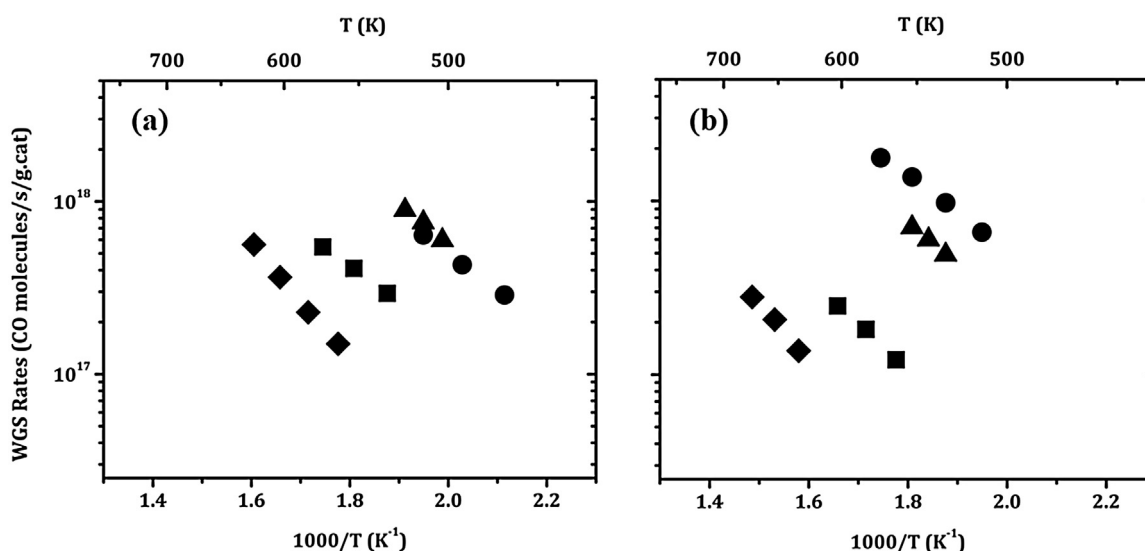 T (K)
700 600 500
(a)
10^18
10^17
WGS Rates (CO molecules/s/g.cat)
1.4 1.6 1.8 2.0 2.2
1000/T (K^-1)
T (K)
700 600 500
(b)
1.4 1.6 1.8 2.0 2.2
1000/T (K^-1)